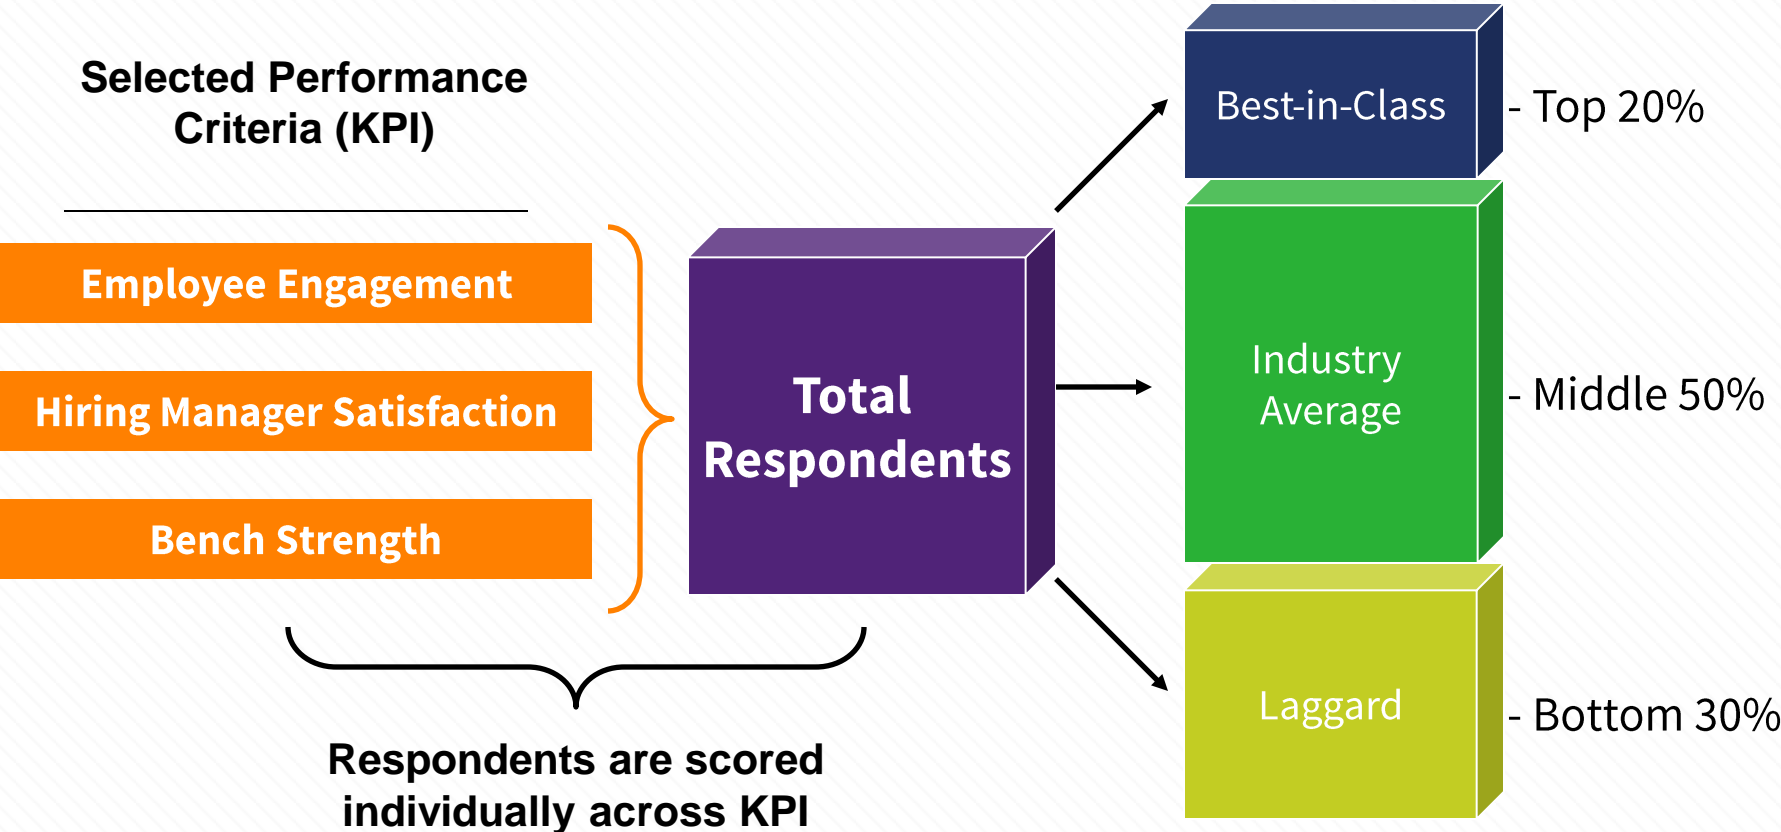 Selected Performance
Criteria (KPI)
Employee Engagement
Hiring Manager Satisfaction
Bench Strength
Respondents are scored
individually across KPI
Total
Respondents
Best-in-Class
- Top 20%
Industry
Average
- Middle 50%
Laggard
- Bottom 30%